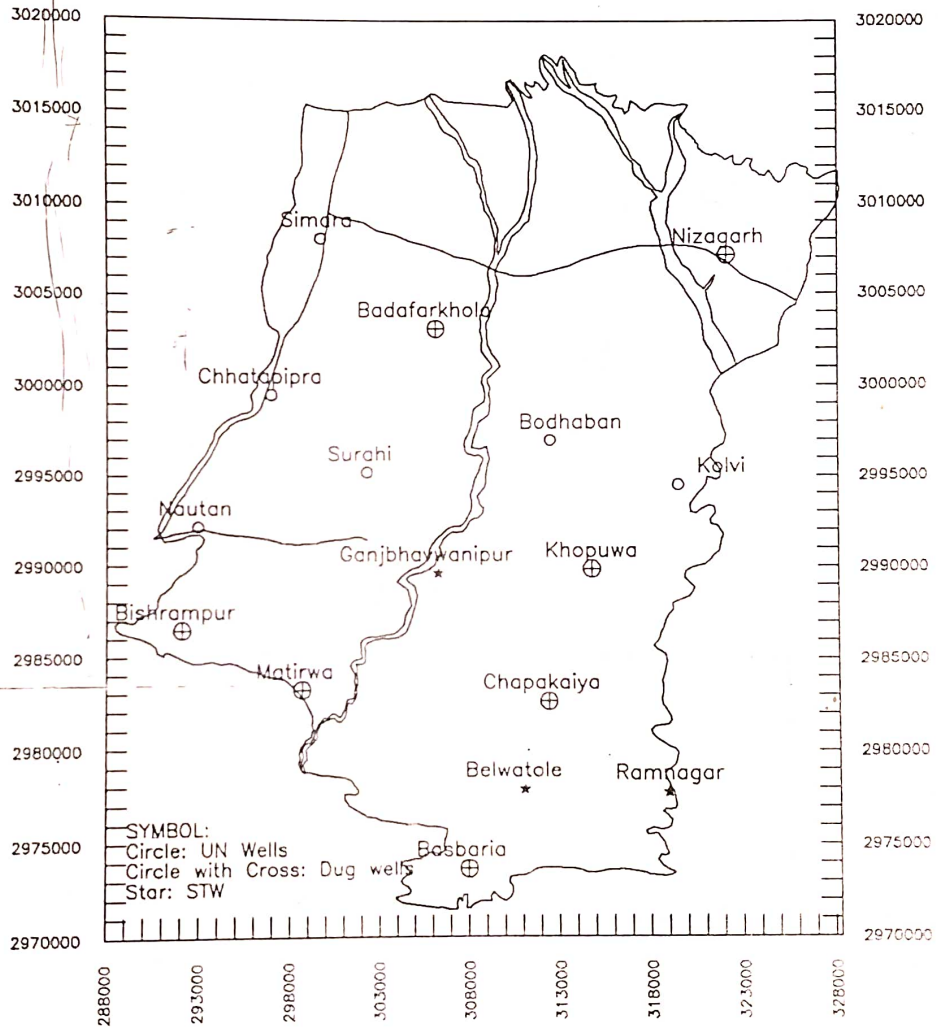 3020000 3020000
3015000 3015000
3010000 3010000
Simara
Nizagarh
3005000 3005000
Badafarkhola
3000000 3000000
Chhatapipra
Bodhaban
Surahi
Kolvi
2995000 2995000
Nautan
Ganjbhavwanipur
Khopuwa
2990000 2990000
Bishrampur
2985000 2985000
Matirwa
Chapakaiya
2980000 2980000
Belwatole
Ramnagar
SYMBOL:
2975000 2975000
Circle: UN Wells
Basbaria
Circle with Cross: Dug wells
Star: STW
2970000 2970000
288000 293000 298000 303000 308000 313000 318000 323000 328000